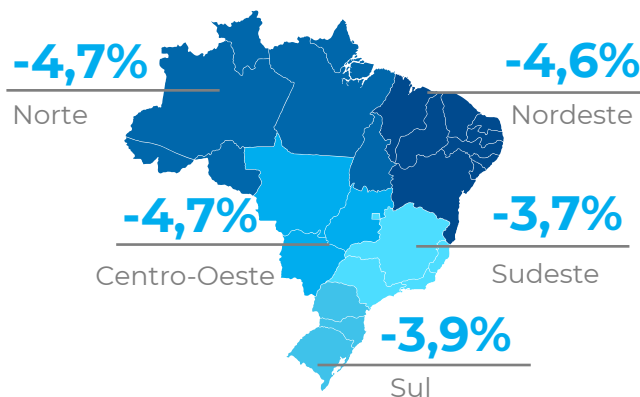 -4,7%
Norte
-4,6%
Nordeste
-4,7%
Centro-Oeste
-3,7%
Sudeste
-3,9%
Sul